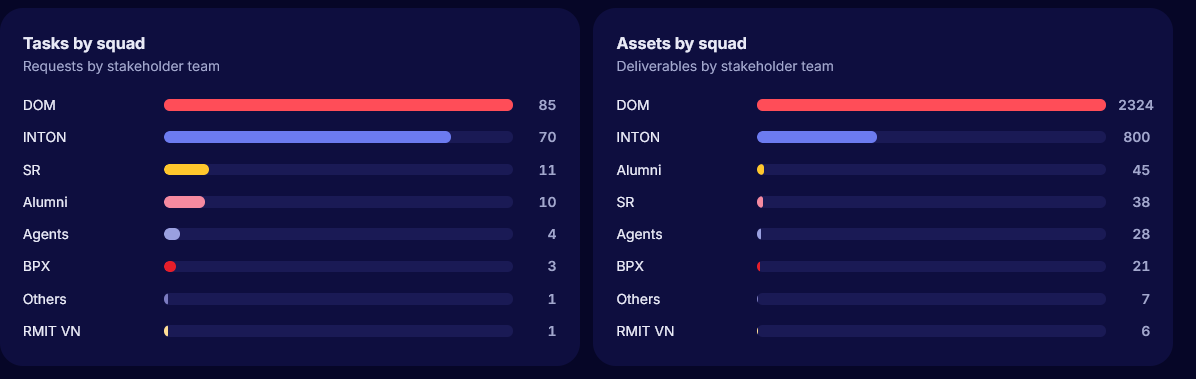 Tasks by squad
Requests by stakeholder team
DOM 85
INTON 70
SR 11
Alumni 10
Agents 4
BPX 3
Others 1
RMIT VN 1
Assets by squad
Deliverables by stakeholder team
DOM 2324
INTON 800
Alumni 45
SR 38
Agents 28
BPX 21
Others 7
RMIT VN 6